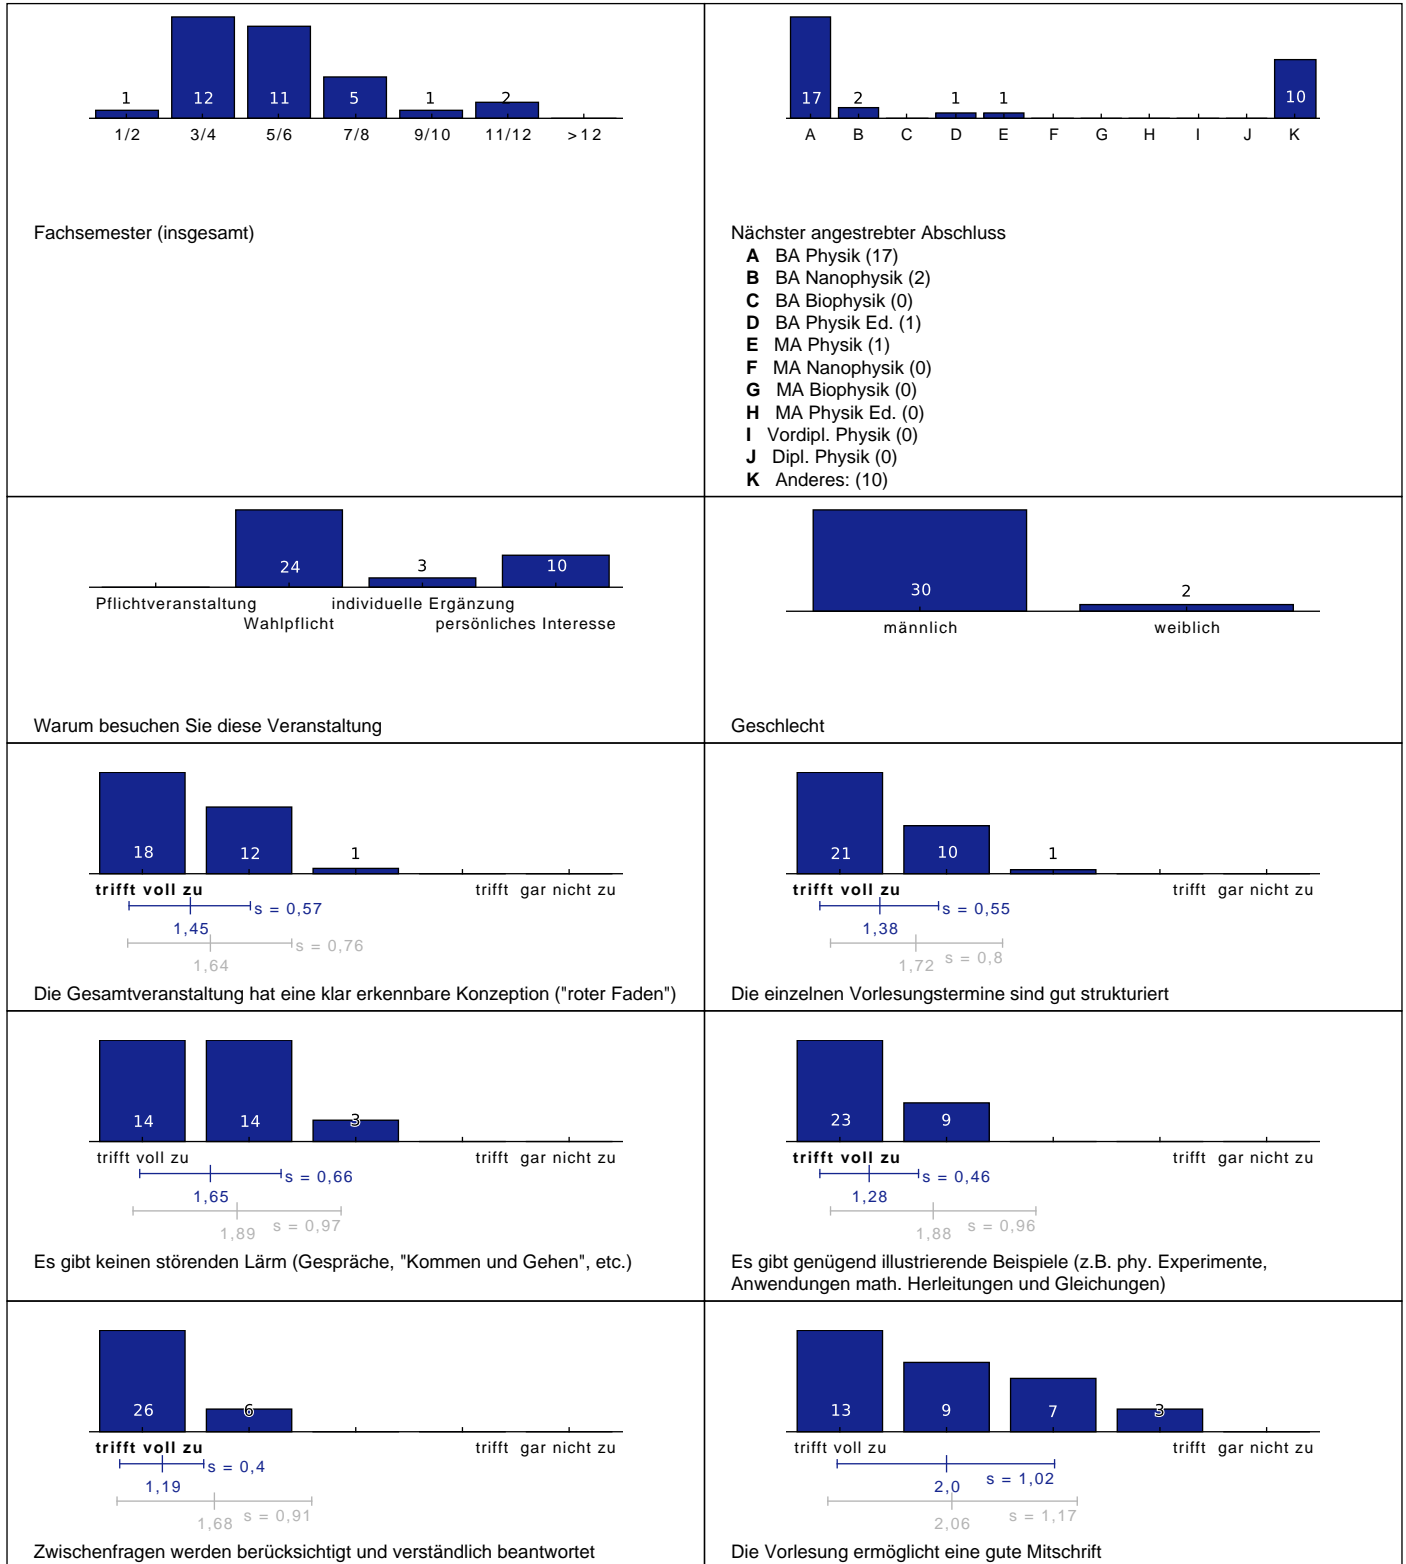 1 12 11 5 1 2
1/2 3/4 5/6 7/8 9/10 11/12 >12
Fachsemester (insgesamt)
17 2 1 1 10
A B C D E F G H I J K
Nächster angestrebter Abschluss
A BA Physik (17)
B BA Nanophysik (2)
C BA Biophysik (0)
D BA Physik Ed. (1)
E MA Physik (1)
F MA Nanophysik (0)
G MA Biophysik (0)
H MA Physik Ed. (0)
I Vordipl. Physik (0)
J Dipl. Physik (0)
K Anderes: (10)
24 3 10
Pflichtveranstaltung individuelle Ergänzung
Wahlpflicht persönliches Interesse
Warum besuchen Sie diese Veranstaltung
30 2
männlich weiblich
Geschlecht
18 12 1
trifft voll zu trifft gar nicht zu
s = 0,57
1,45
s = 0,76
1,64
Die Gesamtveranstaltung hat eine klar erkennbare Konzeption ("roter Faden")
21 10 1
trifft voll zu trifft gar nicht zu
s = 0,55
1,38
s = 0,8
1,72
Die einzelnen Vorlesungstermine sind gut strukturiert
14 14 3
trifft voll zu trifft gar nicht zu
s = 0,66
1,65
s = 0,97
1,89
Es gibt keinen störenden Lärm (Gespräche, "Kommen und Gehen", etc.)
23 9
trifft voll zu trifft gar nicht zu
s = 0,46
1,28
s = 0,96
1,88
Es gibt genügend illustrierende Beispiele (z.B. phy. Experimente,
Anwendungen math. Herleitungen und Gleichungen)
26 6
trifft voll zu trifft gar nicht zu
s = 0,4
1,19
s = 0,91
1,68
Zwischenfragen werden berücksichtigt und verständlich beantwortet
13 9 7 3
trifft voll zu trifft gar nicht zu
s = 1,02
2,0
s = 1,17
2,06
Die Vorlesung ermöglicht eine gute Mitschrift